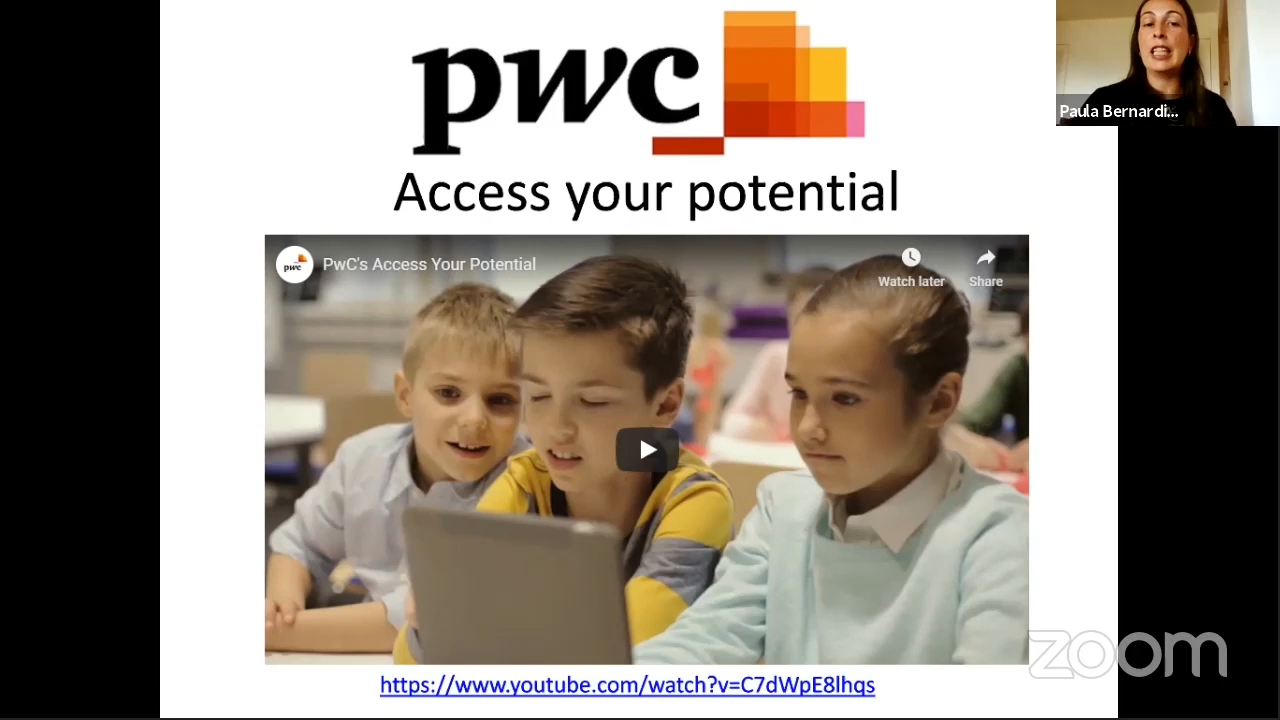 pwc
Paula Bernardi...
Access your potential
pwc
PwC's Access Your Potential
Watch later
Share
zoom
https://www.youtube.com/watch?v=C7dWpE8lhqs